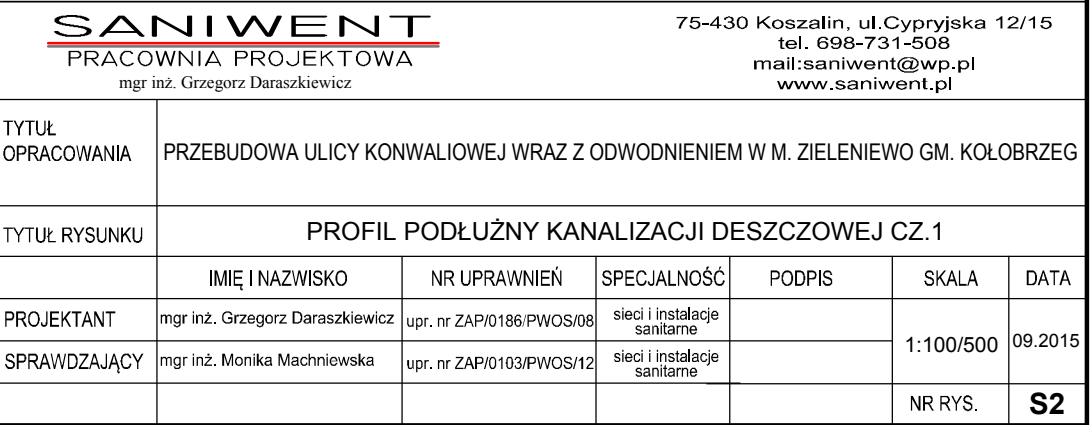 SANIWENT
PRACOWNIA PROJEKTOWA
mgr inż. Grzegorz Daraszkiewicz
75-430 Koszalin, ul.Cypryjska 12/15
tel. 698-731-508
mail:saniwent@wp.pl
www.saniwent.pl
TYTUŁ
OPRACOWANIA
PRZEBUDOWA ULICY KONWALIOWEJ WRAZ Z ODWODNIENIEM W M. ZIELENIEWO GM. KOŁOBRZEG
TYTUŁ RYSUNKU
PROFIL PODŁUŻNY KANALIZACJI DESZCZOWEJ CZ.1
IMIĘ I NAZWISKO NR UPRAWNIEŃ SPECJALNOŚĆ PODPIS SKALA DATA
PROJEKTANT mgr inż. Grzegorz Daraszkiewicz upr. nr ZAP/0186/PWOS/08 sieci i instalacje
sanitarne
SPRAWDZAJĄCY mgr inż. Monika Machniewska upr. nr ZAP/0103/PWOS/12 sieci i instalacje
sanitarne
1:100/500 09.2015
NR RYS. S2